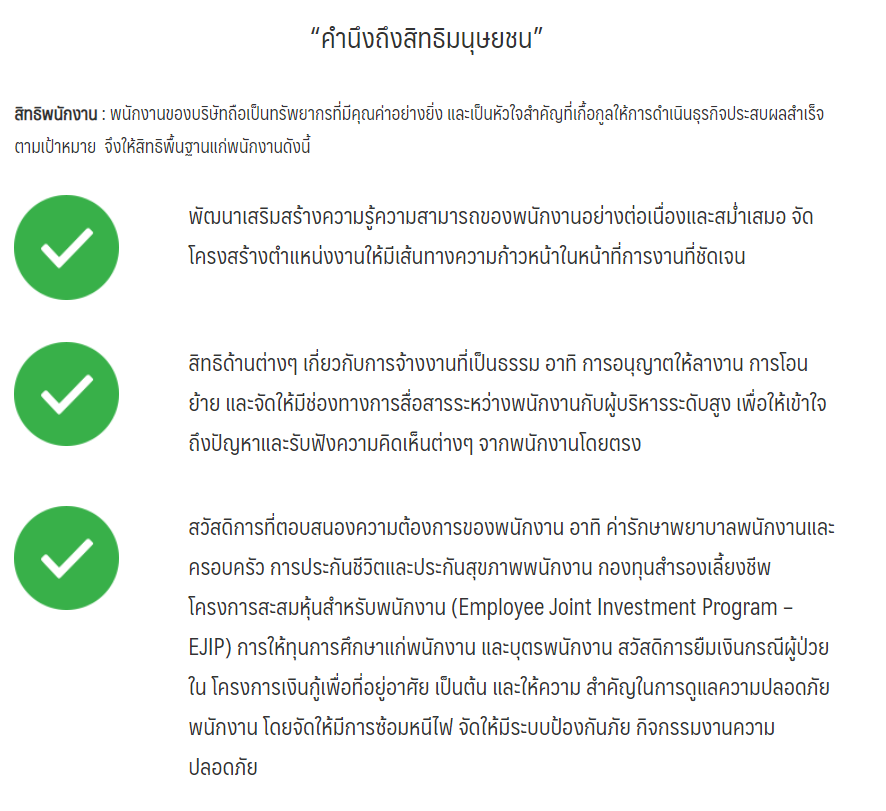 “คำนึงถึงสิทธิมนุษยชน”
สิทธิพนักงาน : พนักงานของบริษัทถือเป็นทรัพยากรที่มีคุณค่าอย่างยิ่ง และเป็นหัวใจสำคัญที่เกื้อกูลให้การดำเนินธุรกิจประสบผลสำเร็จ
ตามเป้าหมาย จึงให้สิทธิพื้นฐานแก่พนักงานดังนี้
พัฒนาเสริมสร้างความรู้ความสามารถของพนักงานอย่างต่อเนื่องและสม่ำเสมอ จัด
โครงสร้างตำแหน่งงานให้มีเส้นทางความก้าวหน้าในหน้าที่การงานที่ชัดเจน
สิทธิด้านต่างๆ เกี่ยวกับการจ้างงานที่เป็นธรรม อาทิ การอนุญาตให้ลางาน การโอน
ย้าย และจัดให้มีช่องทางการสื่อสารระหว่างพนักงานกับผู้บริหารระดับสูง เพื่อให้เข้าใจ
ถึงปัญหาและรับฟังความคิดเห็นต่างๆ จากพนักงานโดยตรง
สวัสดิการที่ตอบสนองความต้องการของพนักงาน อาทิ ค่ารักษาพยาบาลพนักงานและ
ครอบครัว การประกันชีวิตและประกันสุขภาพพนักงาน กองทุนสำรองเลี้ยงชีพ
โครงการสะสมหุ้นสำหรับพนักงาน (Employee Joint Investment Program –
EJIP) การให้ทุนการศึกษาแก่พนักงาน และบุตรพนักงาน สวัสดิการยืมเงินกรณีผู้ป่วย
ใน โครงการเงินกู้เพื่อที่อยู่อาศัย เป็นต้น และให้ความ สำคัญในการดูแลความปลอดภัย
พนักงาน โดยจัดให้มีการซ้อมหนีไฟ จัดให้มีระบบป้องกันภัย กิจกรรมงานความ
ปลอดภัย